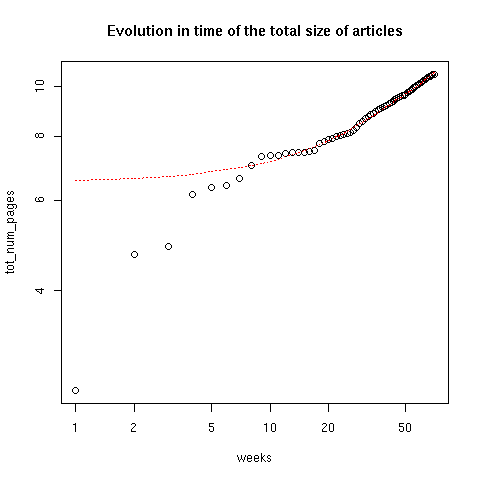 Evolution in time of the total size of articles
tot_num_pages
10
8
6
4
1 2 5 10 20 50
weeks